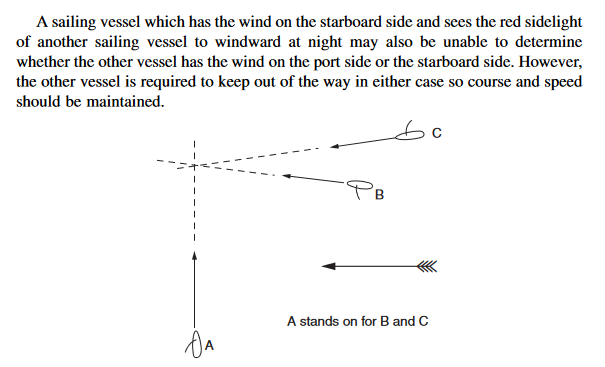 A sailing vessel which has the wind on the starboard side and sees the red sidelight
of another sailing vessel to windward at night may also be unable to determine
whether the other vessel has the wind on the port side or the starboard side. However,
the other vessel is required to keep out of the way in either case so course and speed
should be maintained.
C
B
A stands on for B and C
A